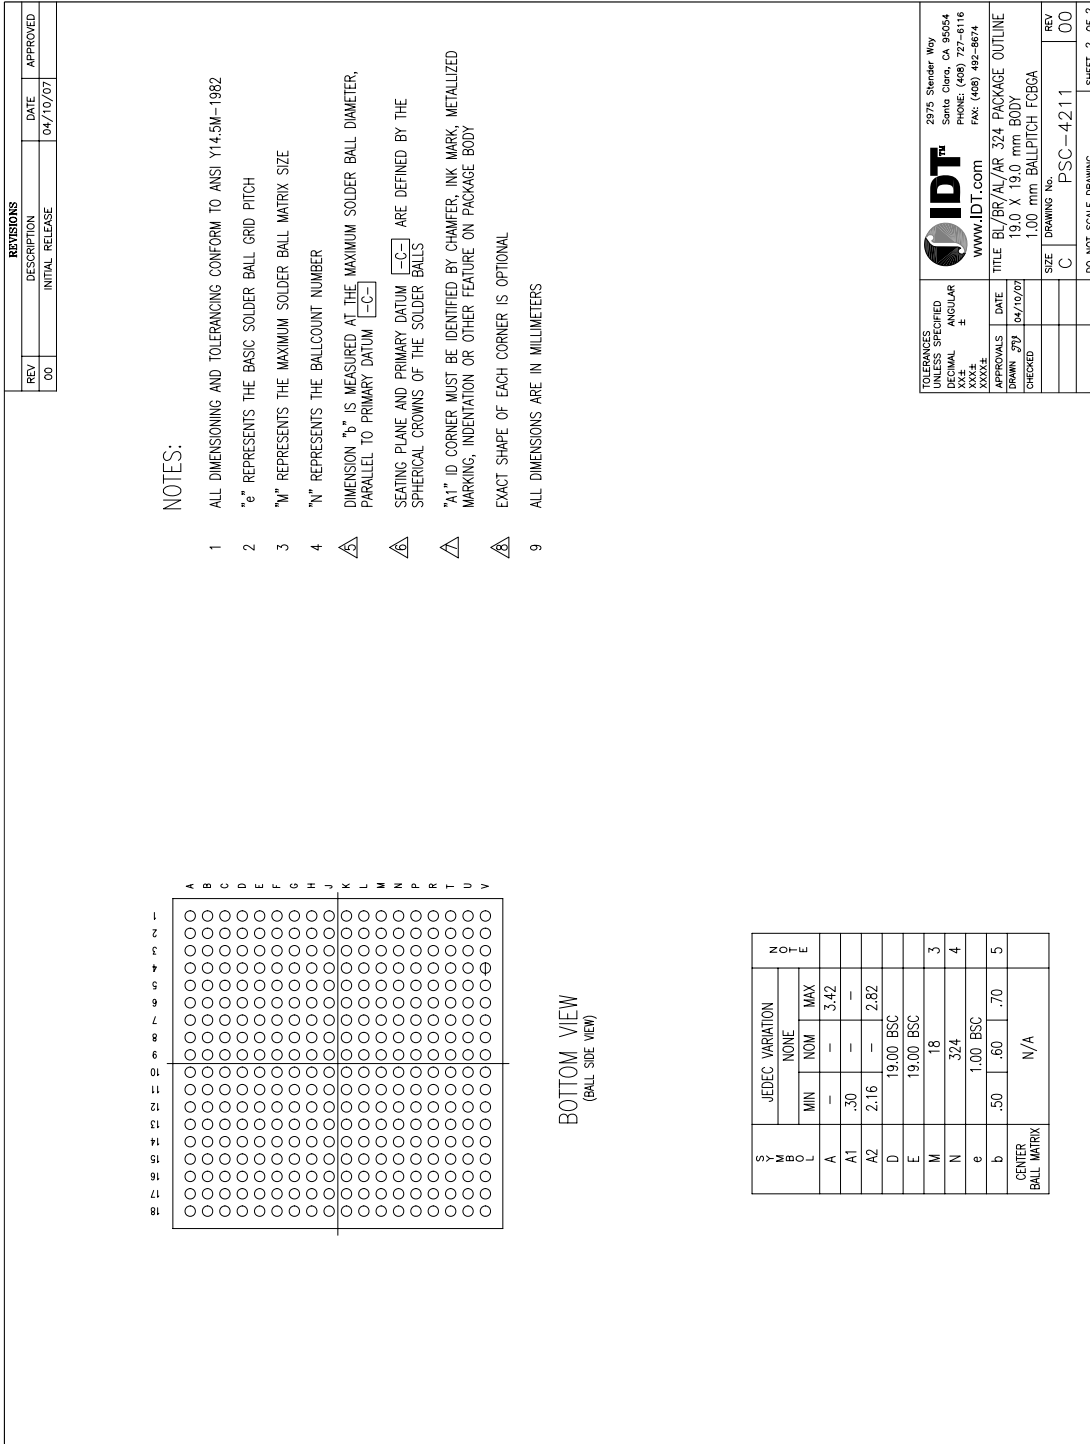 REVISIONS
REV DESCRIPTION DATE APPROVED
00 INITIAL RELEASE 04/10/07
NOTES:
1 ALL DIMENSIONING AND TOLERANCING CONFORM TO ANSI Y14.5M-1982
2 "e" REPRESENTS THE BASIC SOLDER BALL GRID PITCH
3 "M" REPRESENTS THE MAXIMUM SOLDER BALL MATRIX SIZE
4 "N" REPRESENTS THE BALLCOUNT NUMBER
5 DIMENSION "b" IS MEASURED AT THE MAXIMUM SOLDER BALL DIAMETER,
PARALLEL TO PRIMARY DATUM -C-
6 SEATING PLANE AND PRIMARY DATUM -C- ARE DEFINED BY THE
SPHERICAL CROWNS OF THE SOLDER BALLS
7 "A1" ID CORNER MUST BE IDENTIFIED BY CHAMFER, INK MARK, METALLIZED
MARKING, INDENTATION OR OTHER FEATURE ON PACKAGE BODY
8 EXACT SHAPE OF EACH CORNER IS OPTIONAL
9 ALL DIMENSIONS ARE IN MILLIMETERS
18 17 16 15 14 13 12 11 10 9 8 7 6 5 4 3 2 1
A
B
C
D
E
F
G
H
J
K
L
M
N
P
R
T
U
V
BOTTOM VIEW
(BALL SIDE VIEW)
SYMBOL JEDEC VARIATION NOTE
NONE
MIN NOM MAX
A - - 3.42
A1 .30 - -
A2 2.16 - 2.82
D 19.00 BSC
E 19.00 BSC
M 18 3
N 324 4
e 1.00 BSC
b .50 .60 .70 5
CENTER
BALL MATRIX N/A
TOLERANCES
UNLESS SPECIFIED
DECIMAL ANGULAR
XX± ±
XXX±
XXXX±
IDT™
www.IDT.com
2975 Stender Way
Santa Clara, CA 95054
PHONE: (408) 727-6116
FAX: (408) 492-8674
APPROVALS DATE
DRAWN 04/10/07
CHECKED
TITLE BL/BR/AL/AR 324 PACKAGE OUTLINE
19.0 X 19.0 mm BODY
1.00 mm BALLPITCH FCBGA
SIZE DRAWING No. REV
C PSC-4211 00
DO NOT SCALE DRAWING SHEET 2 OF 2